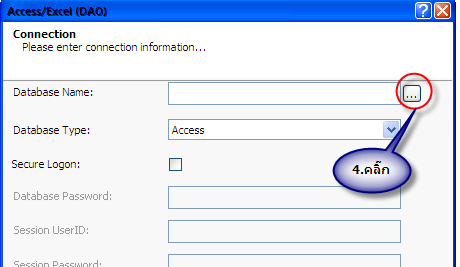 Access/Excel (DAO)
Connection
Please enter connection information...
Database Name:
...
Database Type:
Access
4.คลิ๊ก
Secure Logon:
Database Password:
Session UserID:
Session Password: